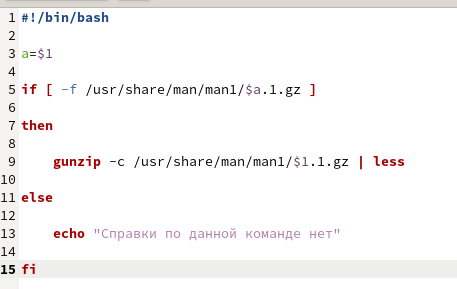 1 #!/bin/bash
2
3 a=$1
4
5 if [ -f /usr/share/man/man1/$a.1.gz ]
6
7 then
8
9 gunzip -c /usr/share/man/man1/$1.1.gz | less
10
11 else
12
13 echo "Справки по данной команде нет"
14
15 fi